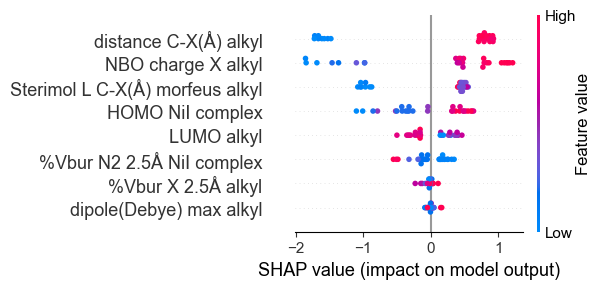 High
distance C-X(Å) alkyl
NBO charge X alkyl
Sterimol L C-X(Å) morfeus alkyl
HOMO NiI complex
LUMO alkyl
%Vbur N2 2.5Å NiI complex
%Vbur X 2.5Å alkyl
dipole(Debye) max alkyl
Feature value
Low
−2 −1 0 1
SHAP value (impact on model output)